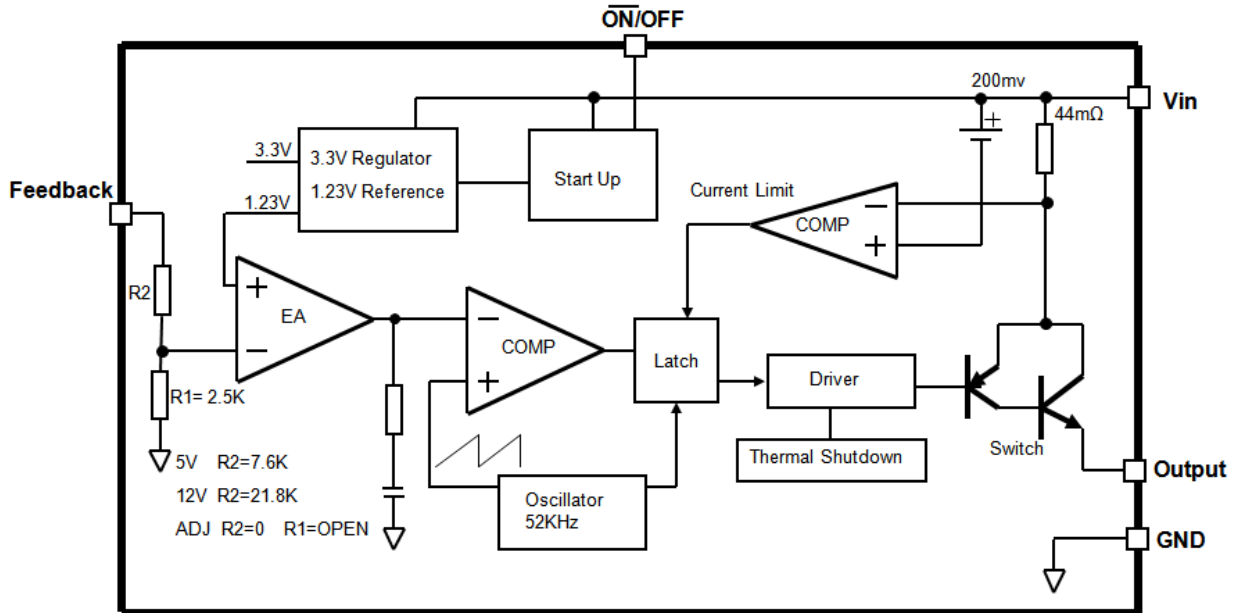 ON/OFF
200mv
Vin
44mΩ
3.3V
3.3V Regulator
1.23V Reference
Start Up
Feedback
1.23V
Current Limit
−
COMP
+
+
R2
+
EA
−
−
COMP
+
Latch
Driver
R1= 2.5K
Switch
Thermal Shutdown
5V R2=7.6K
12V R2=21.8K
ADJ R2=0 R1=OPEN
Oscillator
52KHz
Output
GND